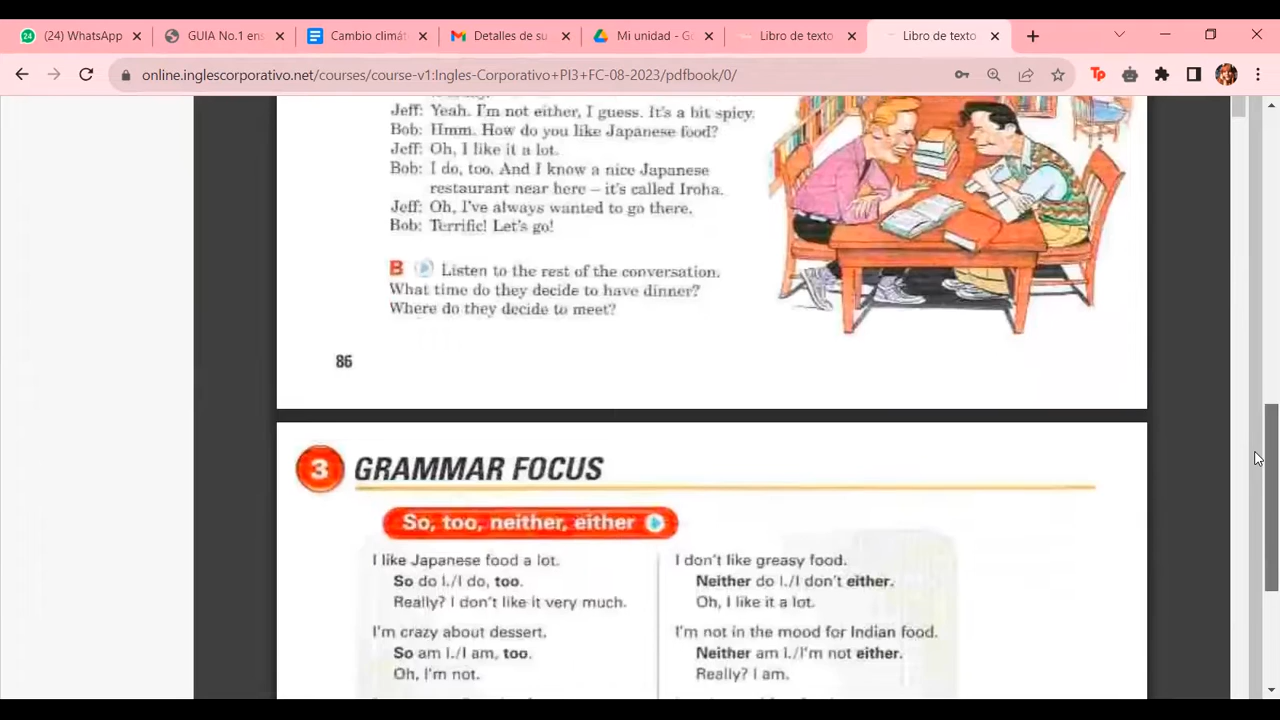 24
(24) WhatsApp
GUIA No.1 en
Cambio climát
Detalles de su
Mi unidad - G
Libro de texto
Libro de texto
online.inglescorporativo.net/courses/course-v1:Ingles-Corporativo+PI3+FC-08-2023/pdfbook/0/
Tp
Jeff: Yeah. I'm not either, I guess. It's a bit spicy.
Bob: Hmm. How do you like Japanese food?
Jeff: Oh, I like it a lot.
Bob: I do, too. And I know a nice Japanese
restaurant near here – it's called Iroha.
Jeff: Oh, I've always wanted to go there.
Bob: Terrific! Let's go!
B Listen to the rest of the conversation.
What time do they decide to have dinner?
Where do they decide to meet?
86
3 GRAMMAR FOCUS
So, too, neither, either
I like Japanese food a lot.
So do I./I do, too.
Really? I don't like it very much.
I'm crazy about dessert.
So am I./I am, too.
Oh, I'm not.
I don't like greasy food.
Neither do I./I don't either.
Oh, I like it a lot.
I'm not in the mood for Indian food.
Neither am I./I'm not either.
Really? I am.